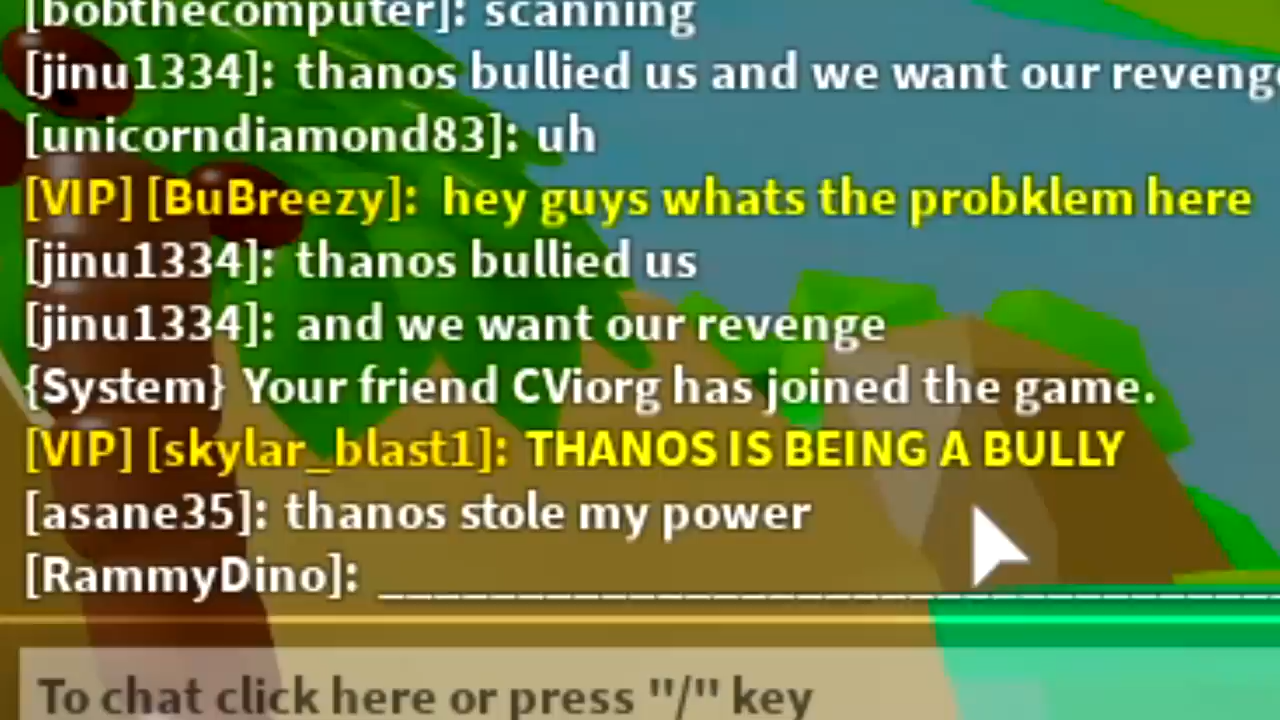 [bobthecomputer]: scanning
[jinu1334]: thanos bullied us and we want our revenge
[unicorndiamond83]: uh
[VIP] [BuBreezy]: hey guys whats the probklem here
[jinu1334]: thanos bullied us
[jinu1334]: and we want our revenge
{System} Your friend CViorg has joined the game.
[VIP] [skylar_blast1]: THANOS IS BEING A BULLY
[asane35]: thanos stole my power
[RammyDino]: ________________________________
To chat click here or press "/" key